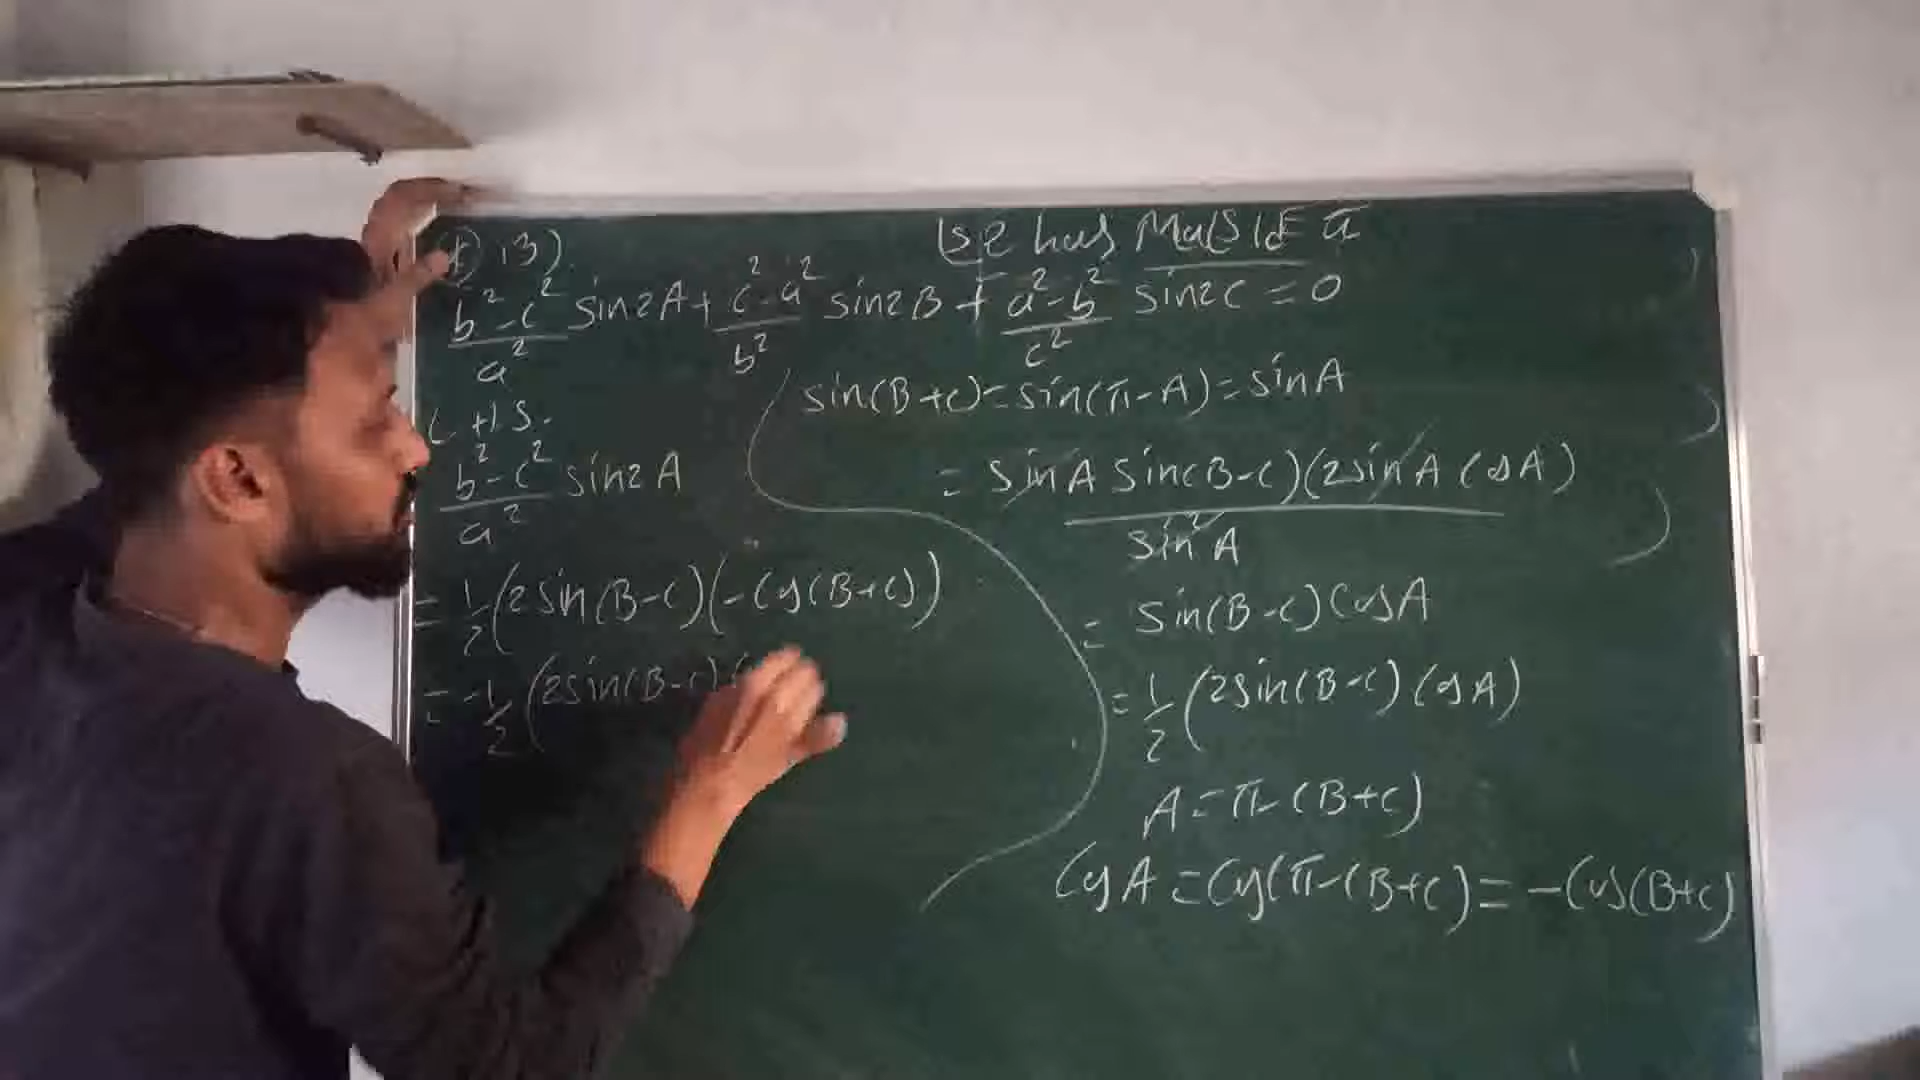 13)
b²-c²/a² sin2A + c²-a²/b² sin2B + a²-b²/c² sin2C = 0
L H S.
b²-c²/a² sin2A
= 1/2 (2sin(B-C)(-Cos(B+C))
= -1/2 (2sin(B-C)
sin(B+C)=sin(π-A)=sinA
= sinA sin(B-C)(2sinA CosA)/sin²A
= sin(B-C)CosA
= 1/2 (2sin(B-C) CosA)
A=π-(B+C)
CosA = Cos(π-(B+C) = -Cos(B+C)